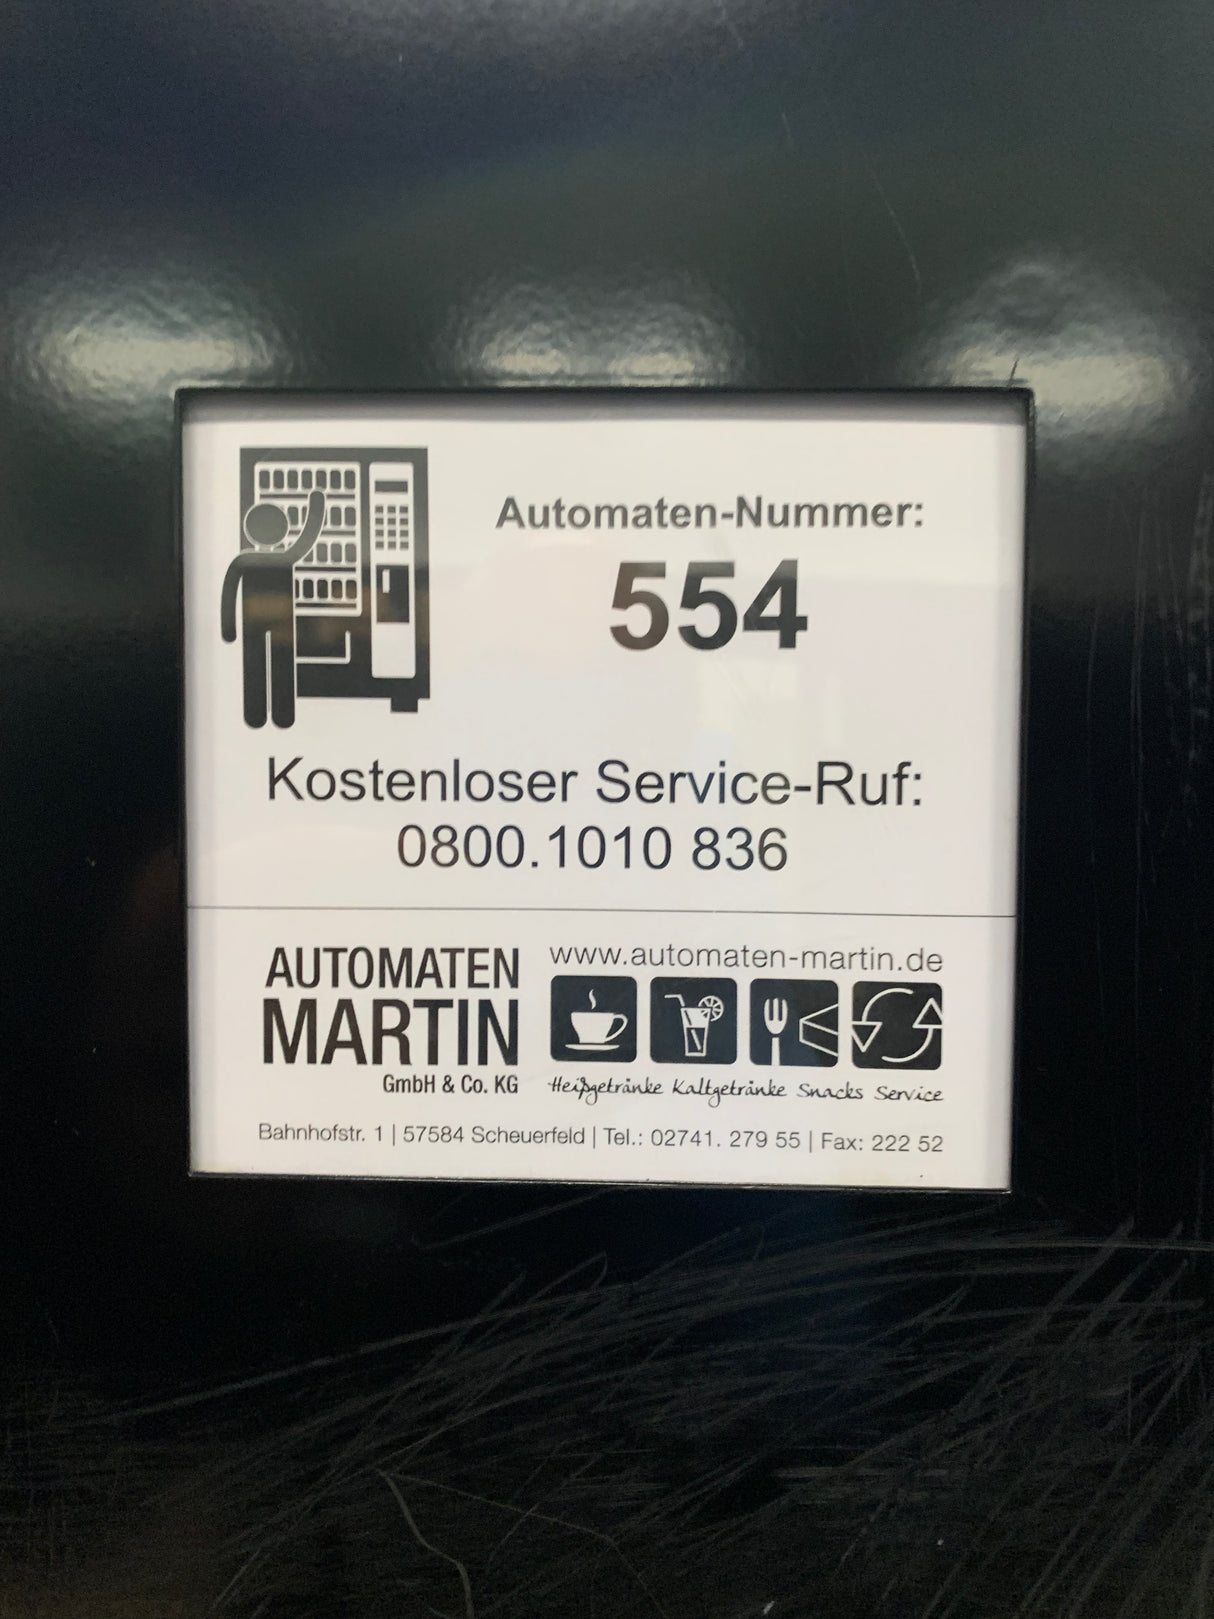 Automaten-Nummer:
554
Kostenloser Service-Ruf:
0800.1010 836
AUTOMATEN
MARTIN
GmbH & Co. KG
www.automaten-martin.de
Heißgetränke Kaltgetränke Snacks Service
Bahnhofstr. 1 | 57584 Scheuerfeld | Tel.: 02741. 279 55 | Fax: 222 52